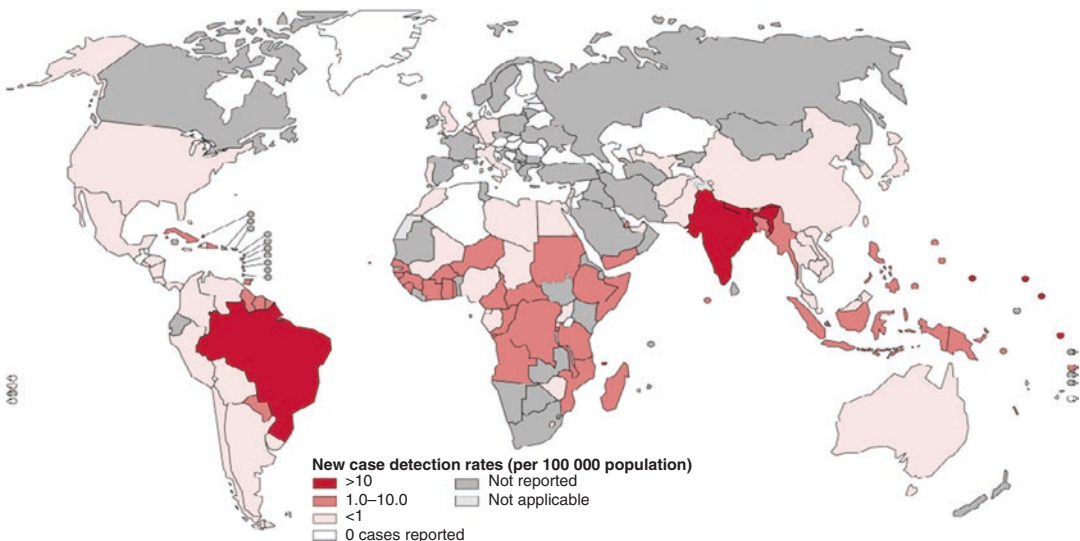 New case detection rates (per 100 000 population)
>10
1.0–10.0
<1
0 cases reported
Not reported
Not applicable